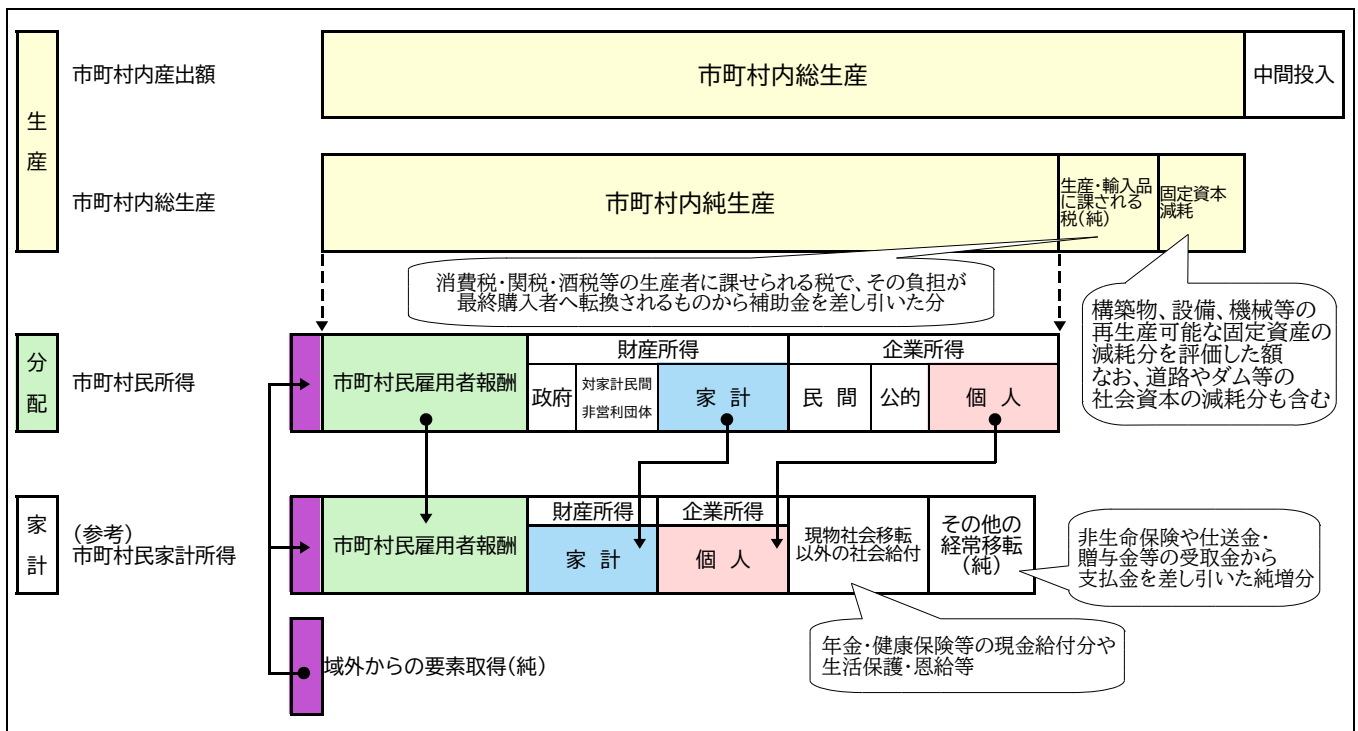 生産
市町村内産出額
市町村内総生産
中間投入
市町村内総生産
市町村内純生産
生産・輸入品
に課される
税(純)
固定資本
減耗
消費税・関税・酒税等の生産者に課せられる税で、その負担が
最終購入者へ転換されるものから補助金を差し引いた分
構築物、設備、機械等の
再生産可能な固定資産の
減耗分を評価した額
なお、道路やダム等の
社会資本の減耗分も含む
分配
市町村民所得
市町村民雇用者報酬
財産所得
企業所得
政府
対家計民間
非営利団体
家 計
民 間
公的
個 人
家計
(参考)
市町村民家計所得
市町村民雇用者報酬
財産所得
企業所得
家 計
個 人
現物社会移転
以外の社会給付
その他の
経常移転
(純)
非生命保険や仕送金・
贈与金等の受取金から
支払金を差し引いた純増分
年金・健康保険等の現金給付分や
生活保護・恩給等
域外からの要素取得(純)